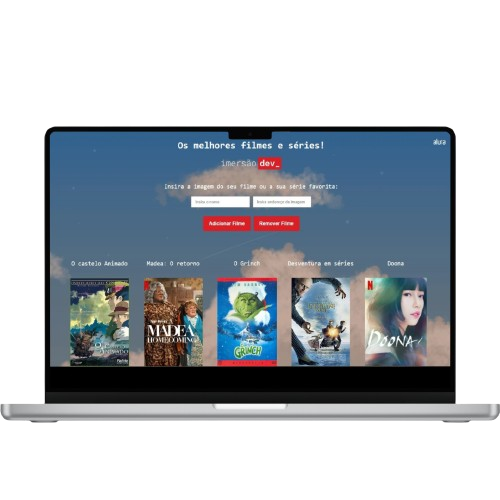 Os melhores filmes e séries!
alura
imersão dev_
Insira a imagem do seu filme ou a sua série favorita:
Insira o nome
Insira endereço da imagem
Adicionar Filme
Remover Filme
O castelo Animado
Madea: O retorno
O Grinch
Desventura em séries
Doona
N
MADEA
HOMECOMING
GRINCH
DOONA!